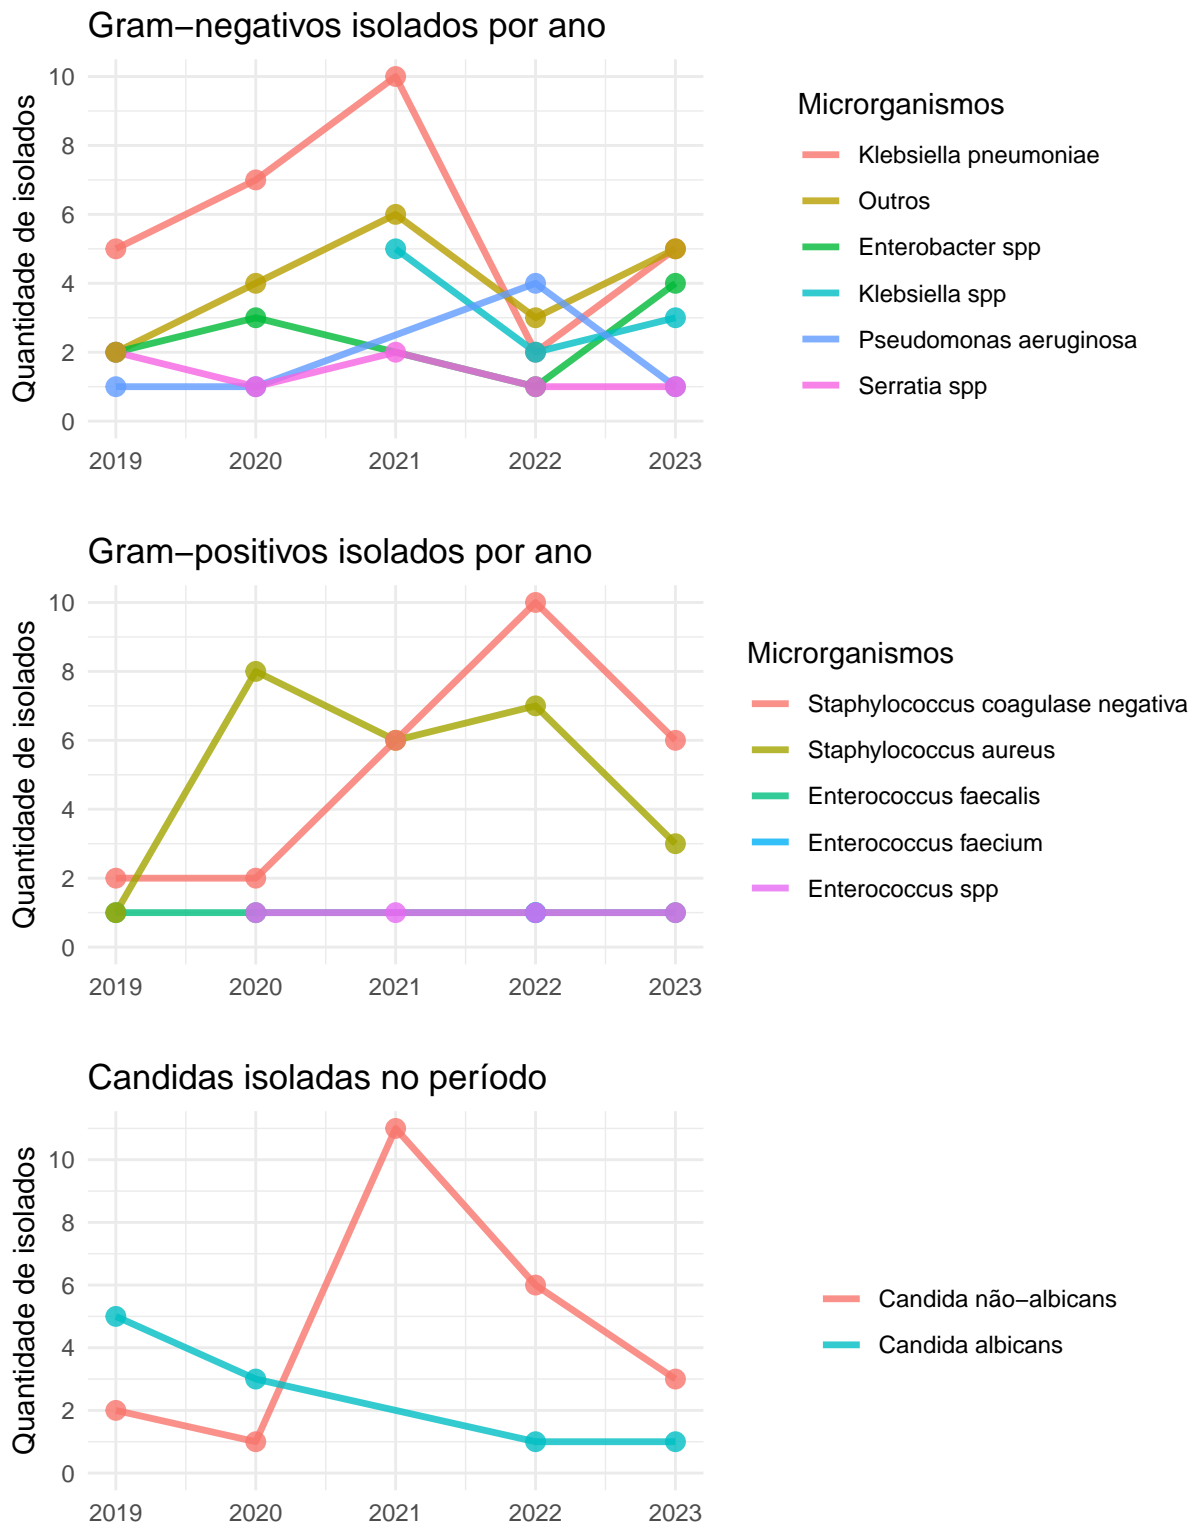 Gram−negativos isolados por ano
Quantidade de isolados
10
8
6
4
2
0
2019 2020 2021 2022 2023
Microrganismos
Klebsiella pneumoniae
Outros
Enterobacter spp
Klebsiella spp
Pseudomonas aeruginosa
Serratia spp
Gram−positivos isolados por ano
Quantidade de isolados
10
8
6
4
2
0
2019 2020 2021 2022 2023
Microrganismos
Staphylococcus coagulase negativa
Staphylococcus aureus
Enterococcus faecalis
Enterococcus faecium
Enterococcus spp
Candidas isoladas no período
Quantidade de isolados
10
8
6
4
2
0
2019 2020 2021 2022 2023
Candida não−albicans
Candida albicans